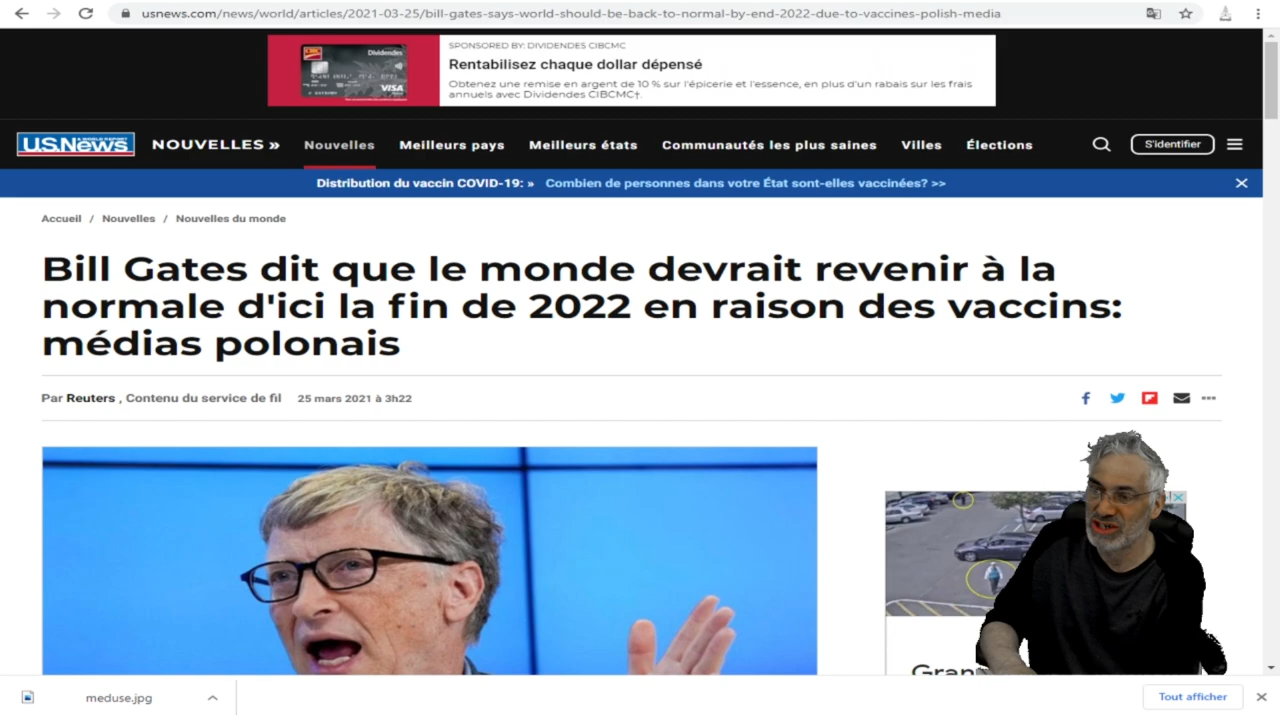 usnews.com/news/world/articles/2021-03-25/bill-gates-says-world-should-be-back-to-normal-by-end-2022-due-to-vaccines-polish-media
SPONSORED BY: DIVIDENDES CIBCMC
Rentabilisez chaque dollar dépensé
Obtenez une remise en argent de 10 % sur l'épicerie et l'essence, en plus d'un rabais sur les frais
annuels avec Dividendes CIBCMC†.
Dividendes
VISA
U.S.News NOUVELLES » Nouvelles Meilleurs pays Meilleurs états Communautés les plus saines Villes Élections S'identifier
Distribution du vaccin COVID-19: » Combien de personnes dans votre État sont-elles vaccinées? >>
Accueil / Nouvelles / Nouvelles du monde
Bill Gates dit que le monde devrait revenir à la
normale d'ici la fin de 2022 en raison des vaccins:
médias polonais
Par Reuters , Contenu du service de fil 25 mars 2021 à 3h22
meduse.jpg
Tout afficher